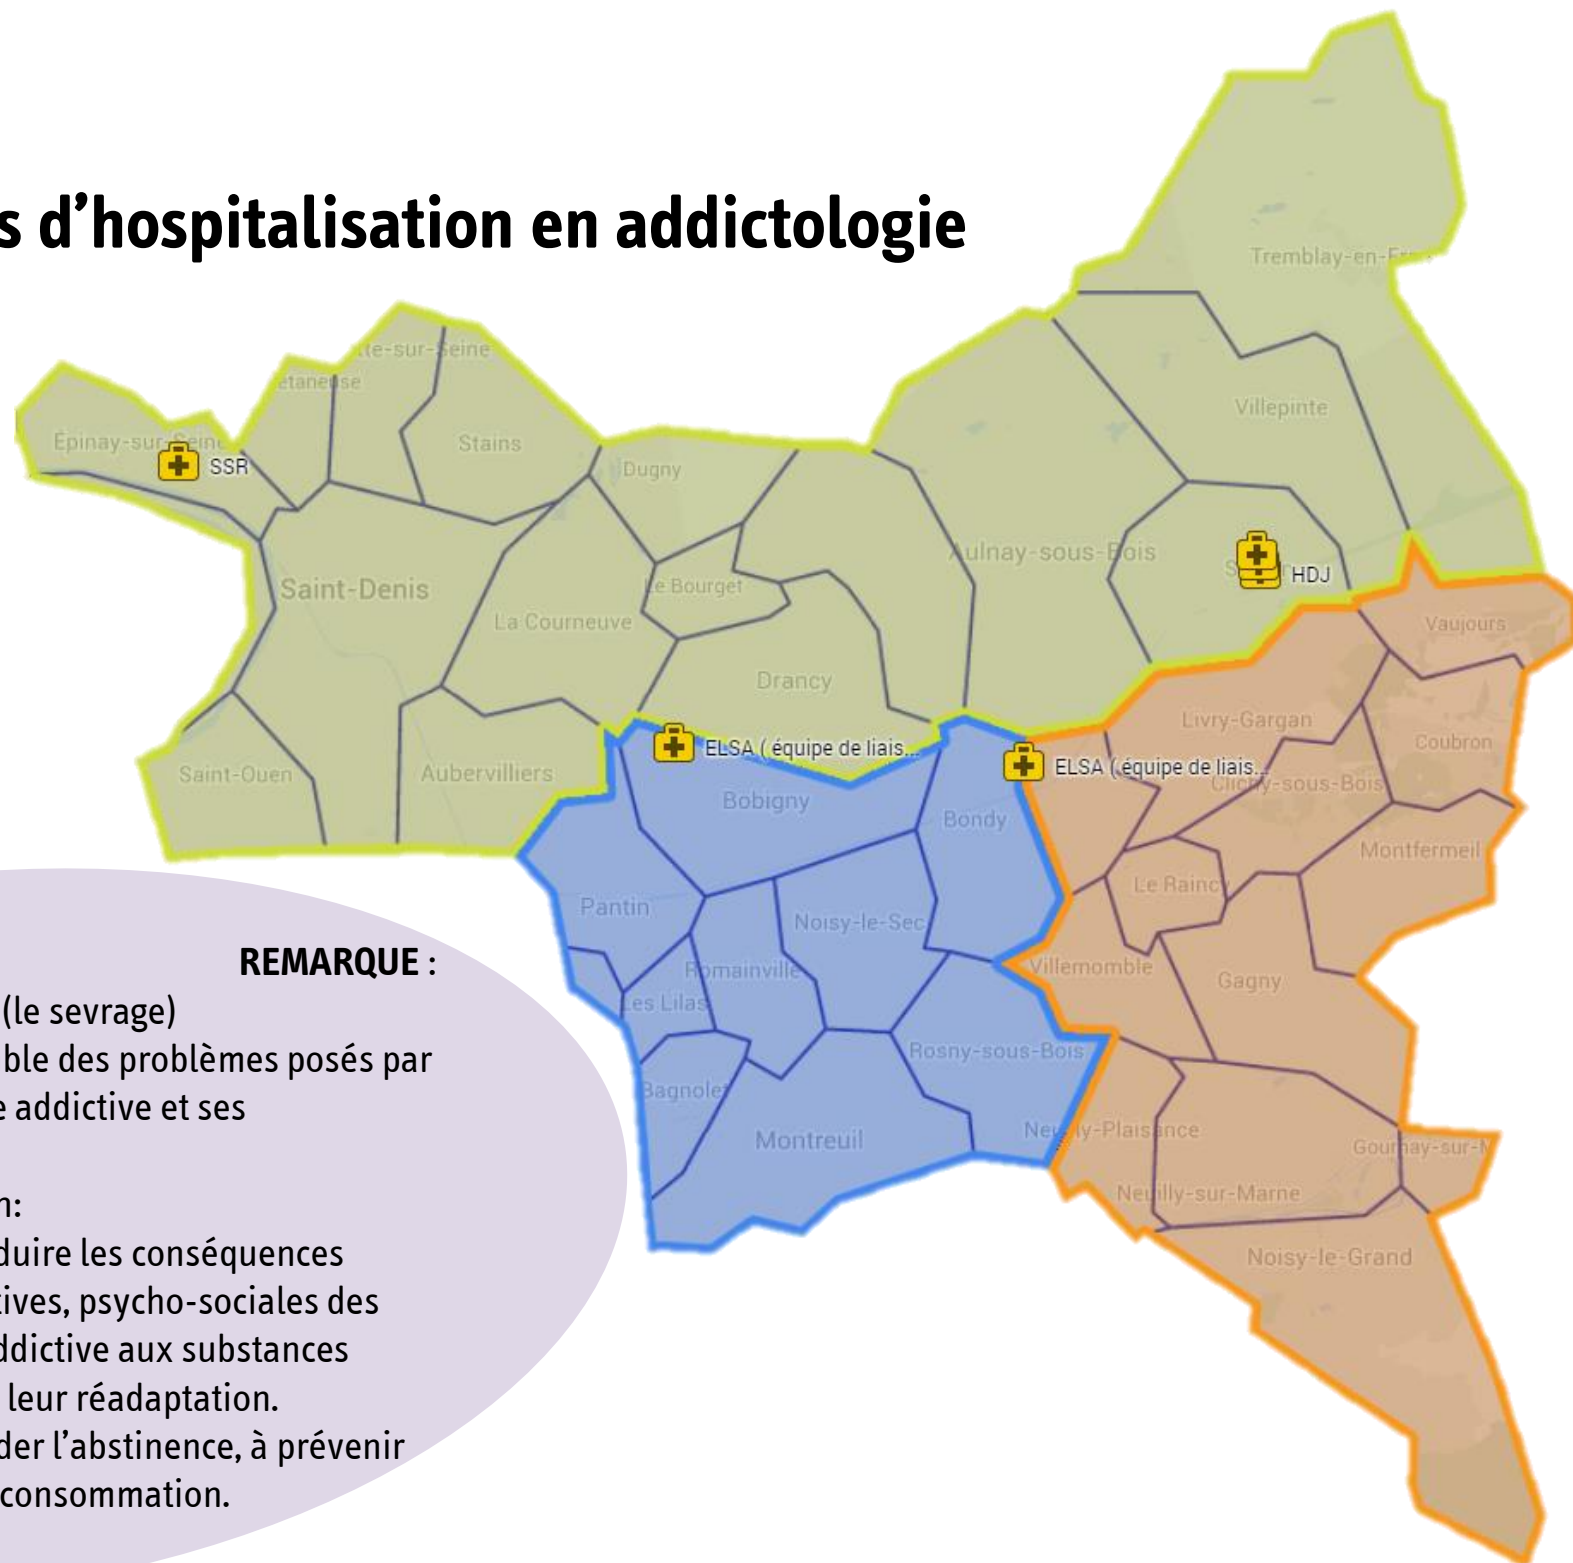 s d’hospitalisation en addictologie
Tremblay-en-Fr
tte-sur-Seine
étaneuse
Villepinte
Épinay-sur-Seine
Stains
SSR
Dugny
Aulnay-sous-Bois
HDJ
Saint-Denis
Le Bourget
La Courneuve
Vaujours
Drancy
Livry-Gargan
Coubron
ELSA ( équipe de liais...
ELSA ( équipe de liais...
Saint-Ouen
Aubervilliers
Clichy-sous-Bois
Bobigny
Bondy
Montfermeil
Le Raincy
Pantin
Noisy-le-Sec
Romainville
Villemomble
Gagny
Les Lilas
Rosny-sous-Bois
Bagnolet
Montreuil
Neuilly-Plaisance
Gournay-sur-M
Neuilly-sur-Marne
Noisy-le-Grand
REMARQUE :
(le sevrage)
ble des problèmes posés par
e addictive et ses
n:
duire les conséquences
tives, psycho-sociales des
ddictive aux substances
leur réadaptation.
der l’abstinence, à prévenir
consommation.